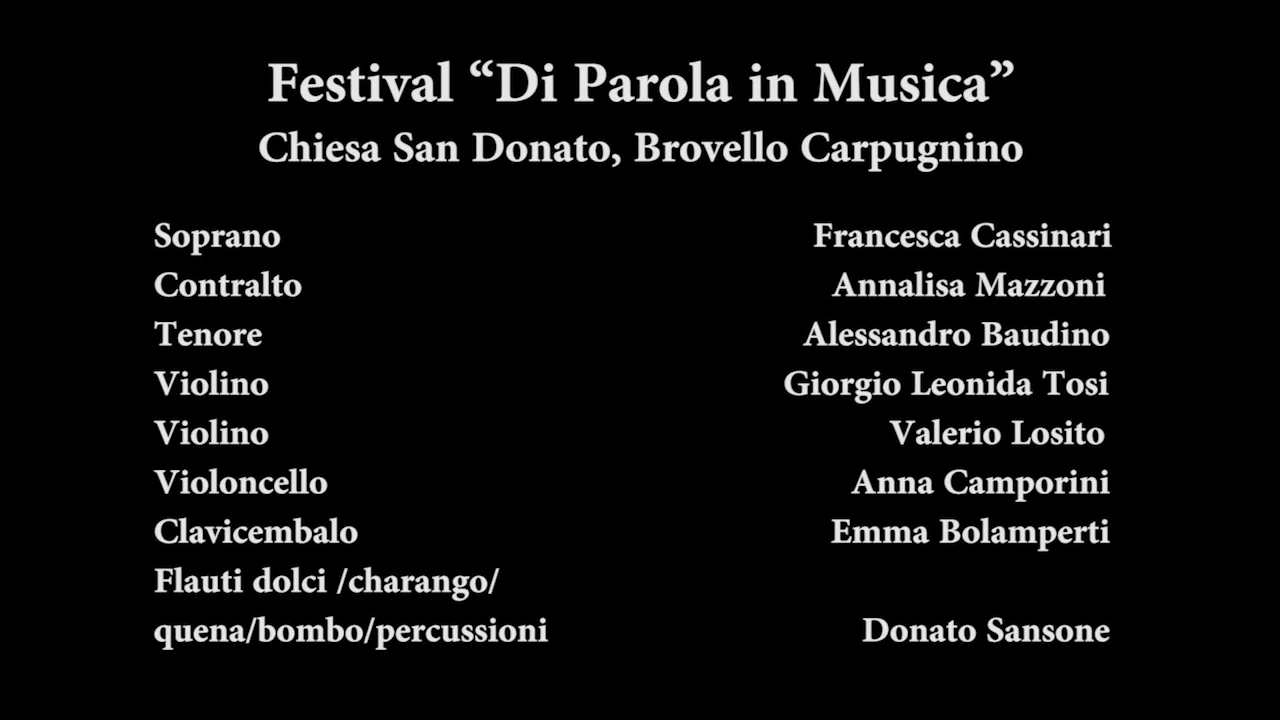 Festival “Di Parola in Musica”
Chiesa San Donato, Brovello Carpugnino
Soprano Francesca Cassinari
Contralto Annalisa Mazzoni
Tenore Alessandro Baudino
Violino Giorgio Leonida Tosi
Violino Valerio Losito
Violoncello Anna Camporini
Clavicembalo Emma Bolamperti
Flauti dolci /charango/
quena/bombo/percussioni Donato Sansone